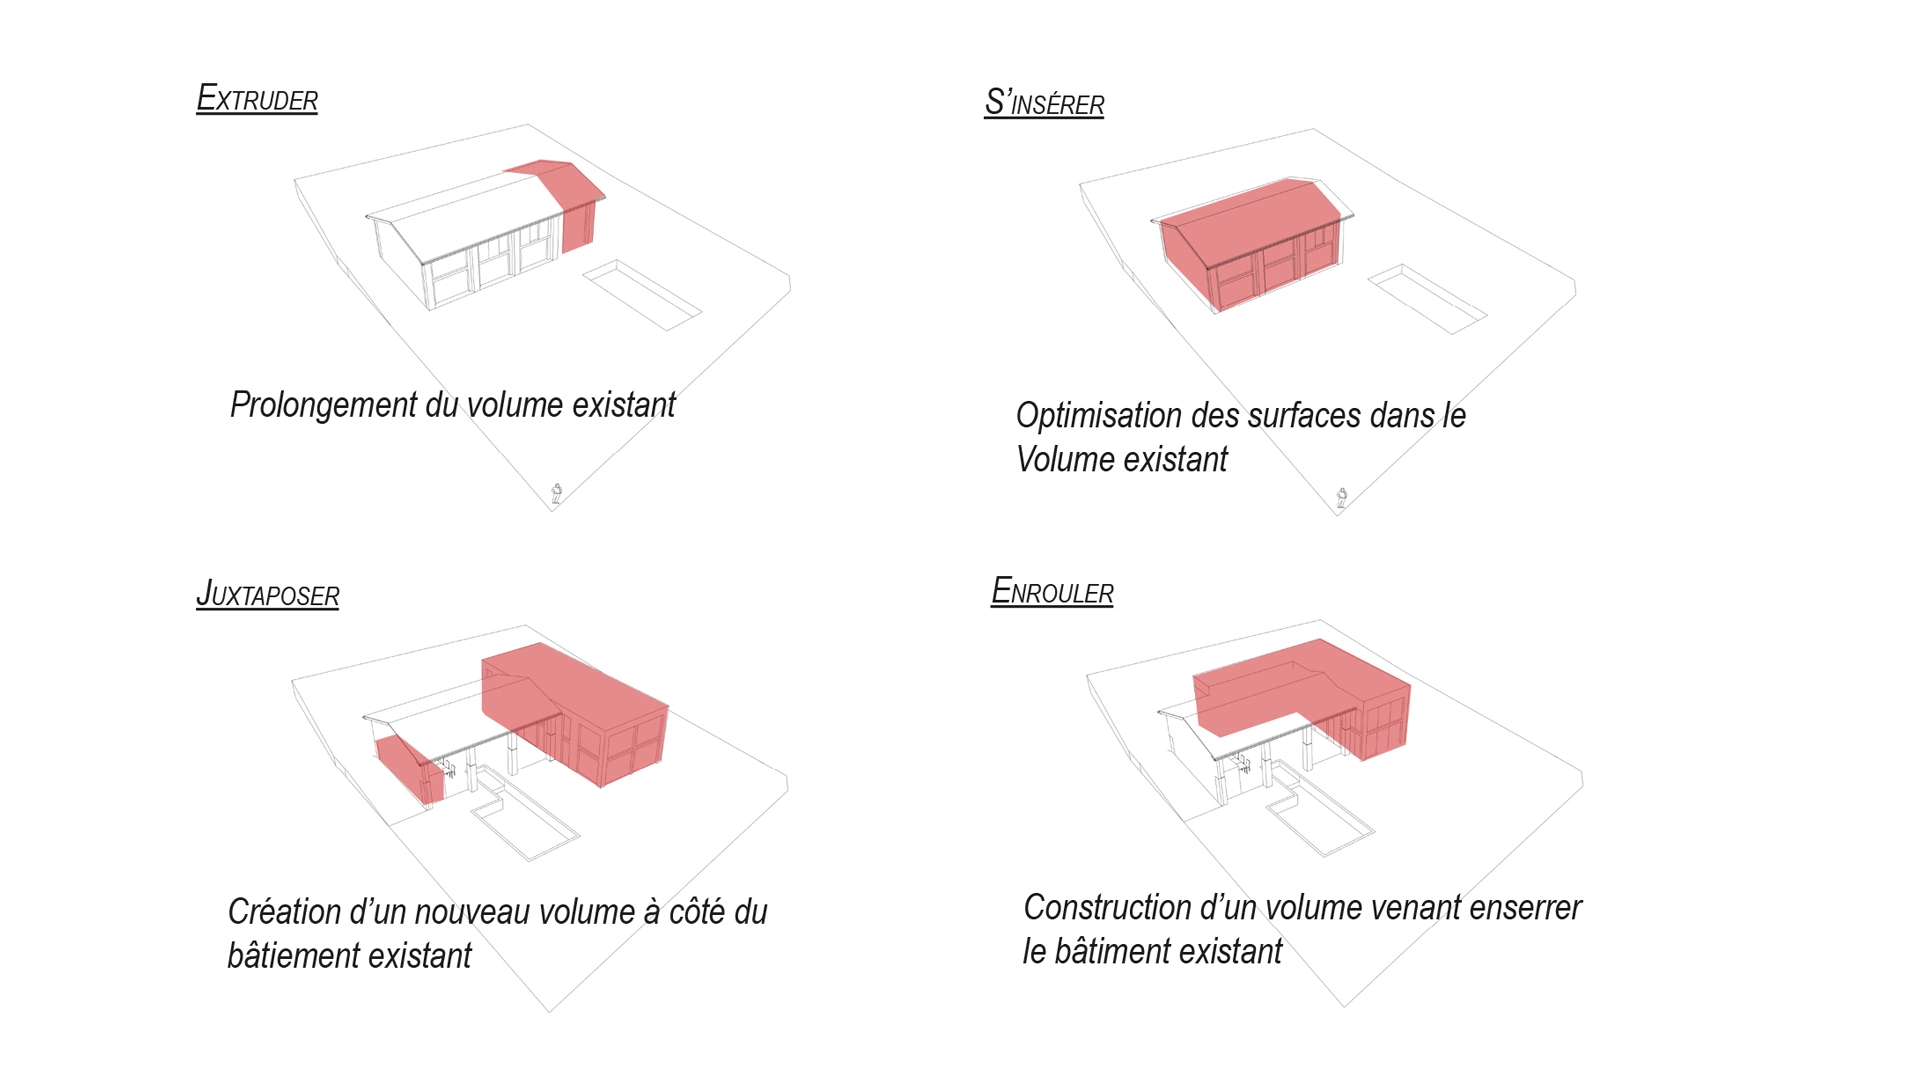 EXTRUDER
Prolongement du volume existant
S'INSÉRER
Optimisation des surfaces dans le
Volume existant
JUXTAPOSER
Création d'un nouveau volume à côté du
bâtiement existant
ENROULER
Construction d'un volume venant enserrer
le bâtiment existant